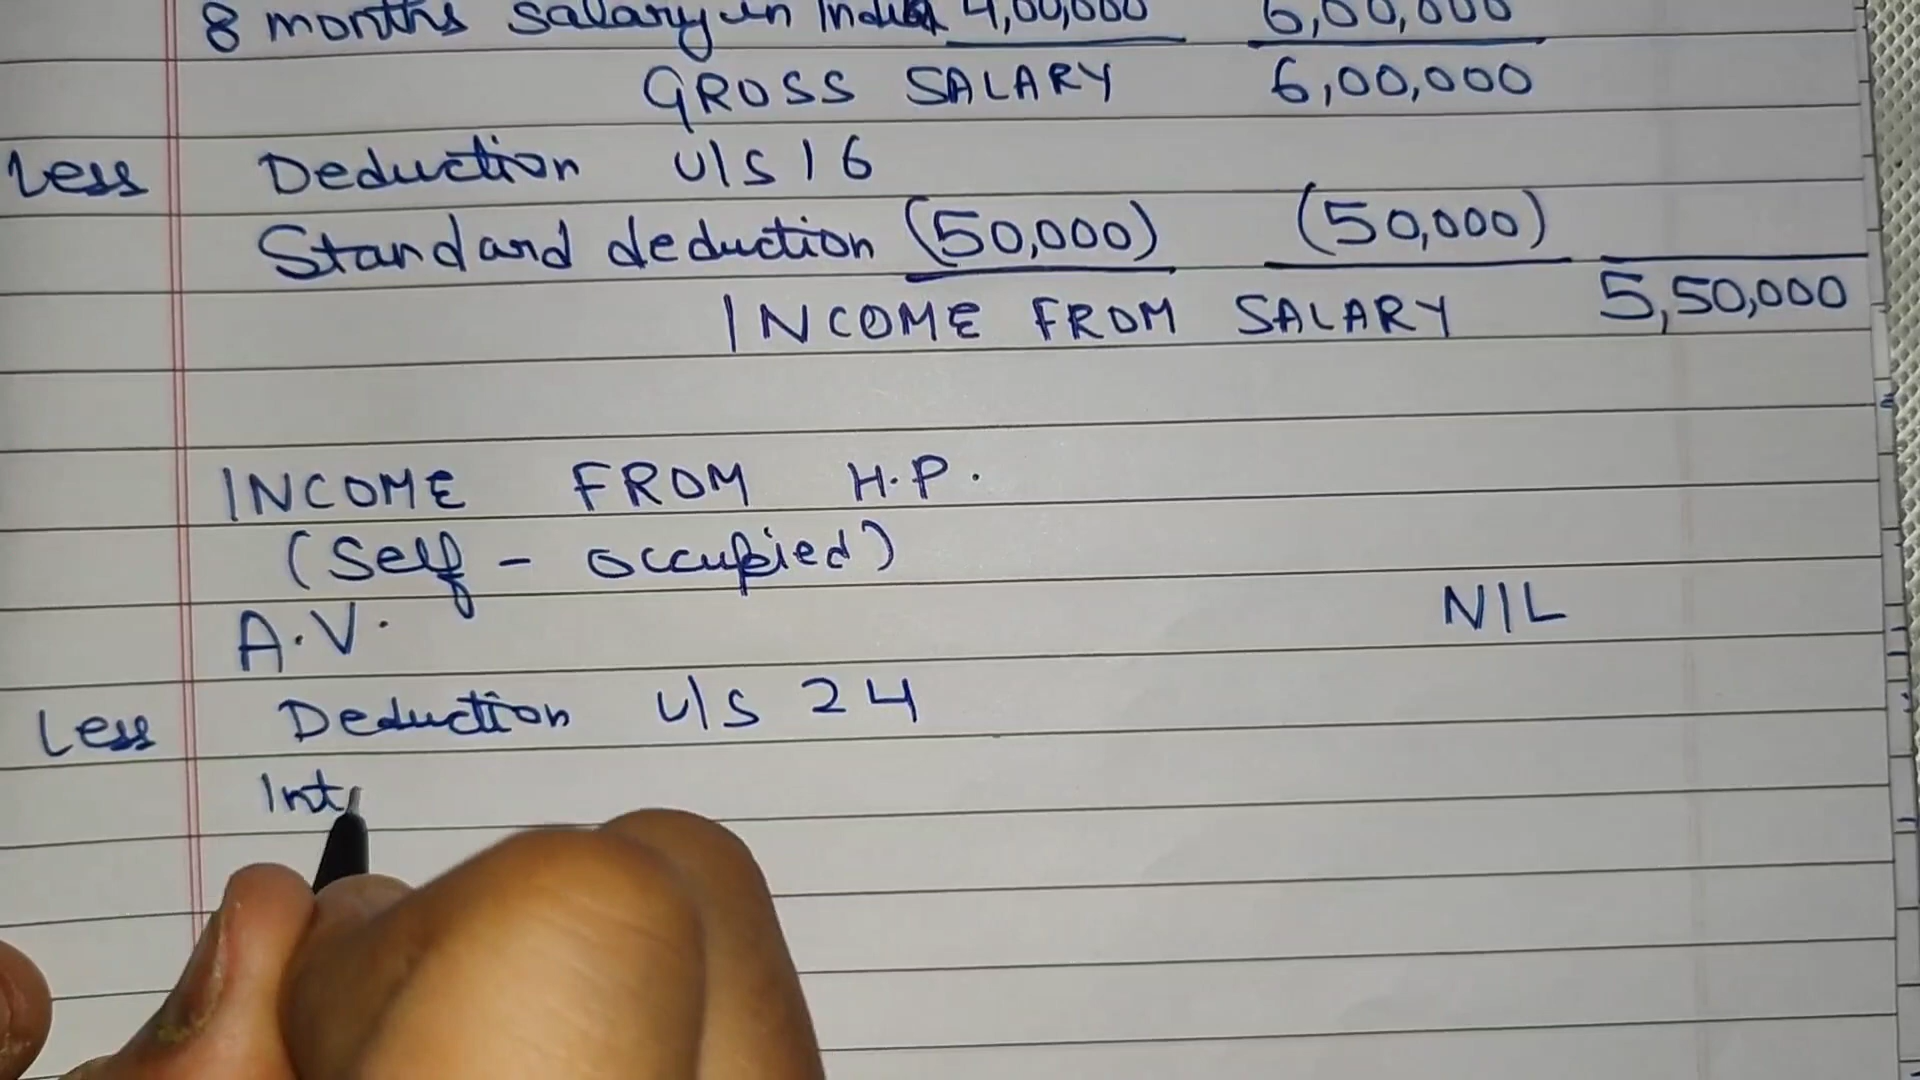 8 months salary in India 4,00,000 6,00,000
GROSS SALARY 6,00,000
Less Deduction u/s 16
Standard deduction (50,000) (50,000)
INCOME FROM SALARY 5,50,000
INCOME FROM H.P.
(Self - occupied)
A.V. NIL
Less Deduction u/s 24
Int